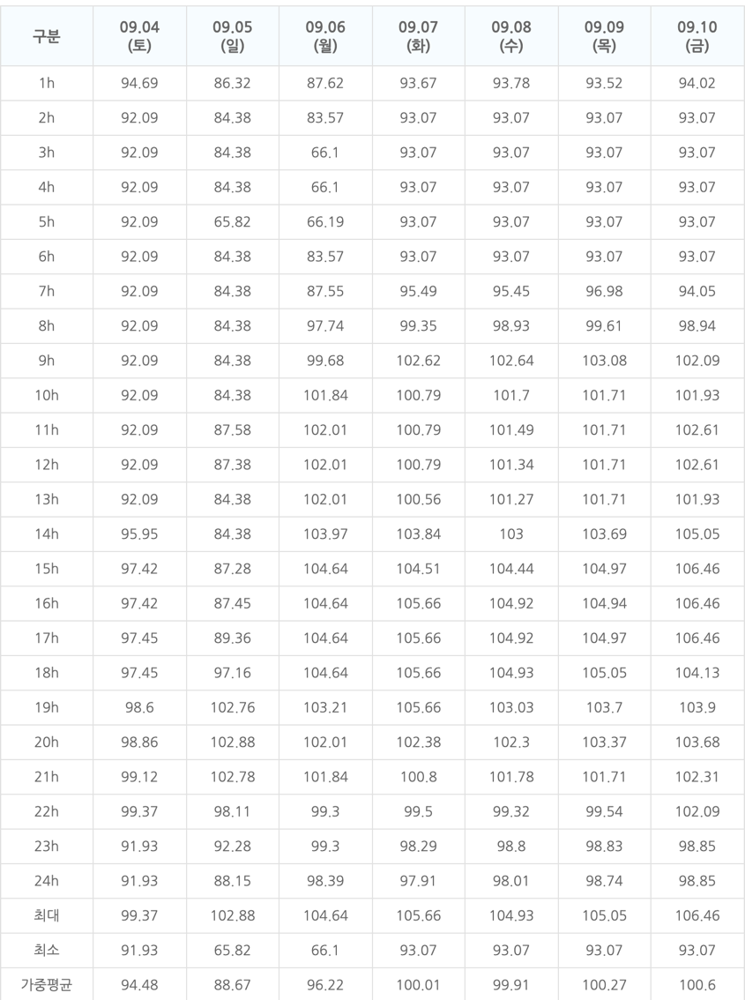 구분 09.04 (토) 09.05 (일) 09.06 (월) 09.07 (화) 09.08 (수) 09.09 (목) 09.10 (금)
1h 94.69 86.32 87.62 93.67 93.78 93.52 94.02
2h 92.09 84.38 83.57 93.07 93.07 93.07 93.07
3h 92.09 84.38 66.1 93.07 93.07 93.07 93.07
4h 92.09 84.38 66.1 93.07 93.07 93.07 93.07
5h 92.09 65.82 66.19 93.07 93.07 93.07 93.07
6h 92.09 84.38 83.57 93.07 93.07 93.07 93.07
7h 92.09 84.38 87.55 95.49 95.45 96.98 94.05
8h 92.09 84.38 97.74 99.35 98.93 99.61 98.94
9h 92.09 84.38 99.68 102.62 102.64 103.08 102.09
10h 92.09 84.38 101.84 100.79 101.7 101.71 101.93
11h 92.09 87.58 102.01 100.79 101.49 101.71 102.61
12h 92.09 87.38 102.01 100.79 101.34 101.71 102.61
13h 92.09 84.38 102.01 100.56 101.27 101.71 101.93
14h 95.95 84.38 103.97 103.84 103 103.69 105.05
15h 97.42 87.28 104.64 104.51 104.44 104.97 106.46
16h 97.42 87.45 104.64 105.66 104.92 104.94 106.46
17h 97.45 89.36 104.64 105.66 104.92 104.97 106.46
18h 97.45 97.16 104.64 105.66 104.93 105.05 104.13
19h 98.6 102.76 103.21 105.66 103.03 103.7 103.9
20h 98.86 102.88 102.01 102.38 102.3 103.37 103.68
21h 99.12 102.78 101.84 100.8 101.78 101.71 102.31
22h 99.37 98.11 99.3 99.5 99.32 99.54 102.09
23h 91.93 92.28 99.3 98.29 98.8 98.83 98.85
24h 91.93 88.15 98.39 97.91 98.01 98.74 98.85
최대 99.37 102.88 104.64 105.66 104.93 105.05 106.46
최소 91.93 65.82 66.1 93.07 93.07 93.07 93.07
가중평균 94.48 88.67 96.22 100.01 99.91 100.27 100.6